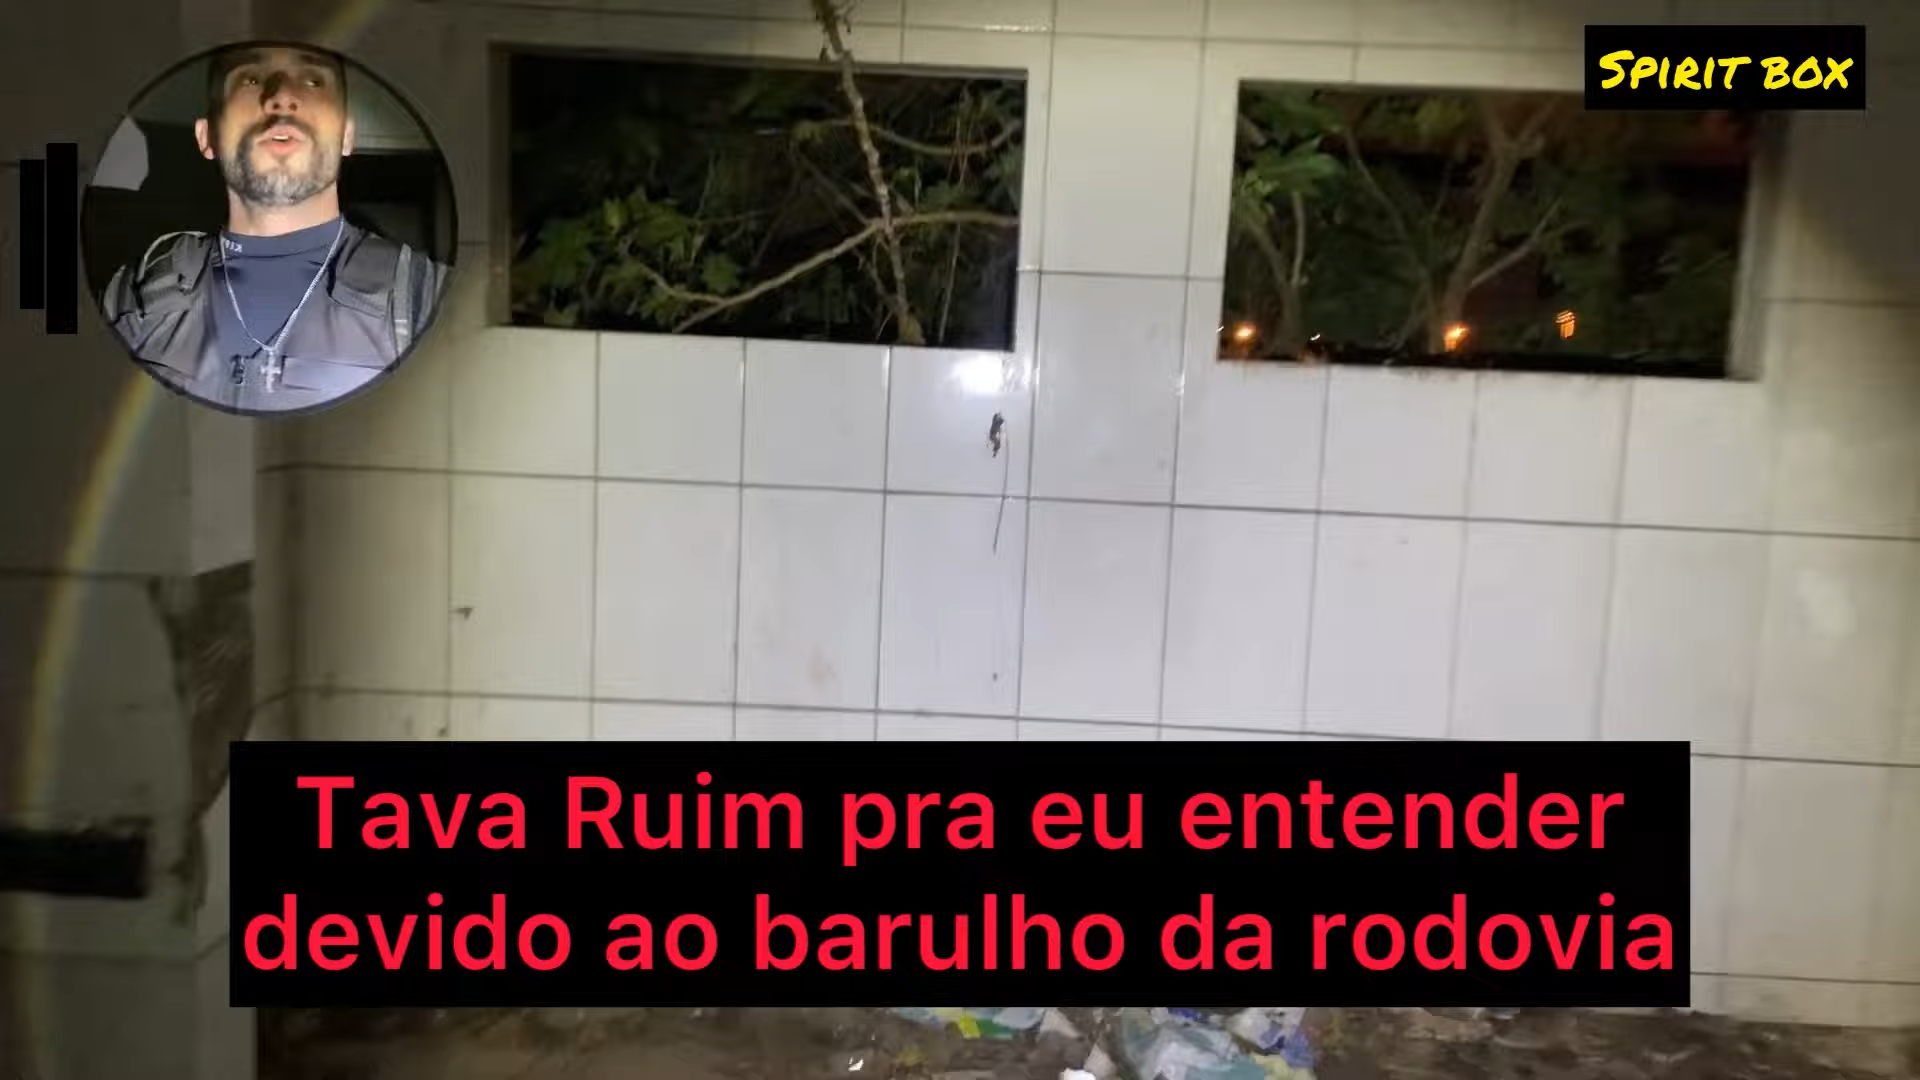 SPIRIT BOX
Tava Ruim pra eu entender
devido ao barulho da rodovia